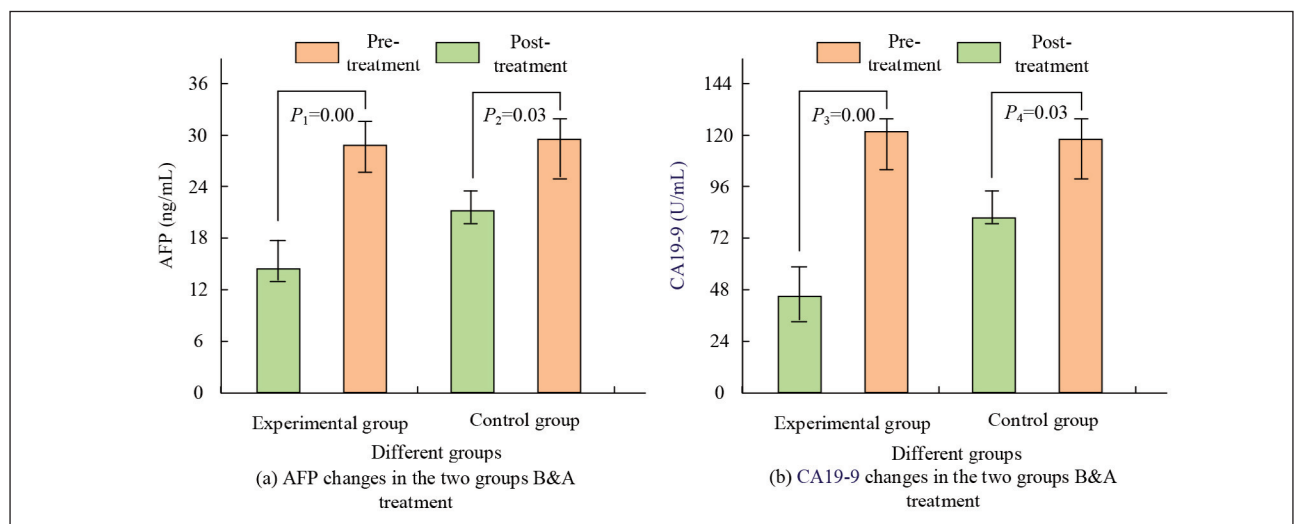 Pre-
treatment
Post-
treatment
36
30
24
18
12
6
0
AFP (ng/mL)
P1=0.00
P2=0.03
Experimental group
Control group
Different groups
(a) AFP changes in the two groups B&A
treatment
Pre-
treatment
Post-
treatment
144
120
96
72
48
24
0
CA19-9 (U/mL)
P3=0.00
P4=0.03
Experimental group
Control group
Different groups
(b) CA19-9 changes in the two groups B&A
treatment